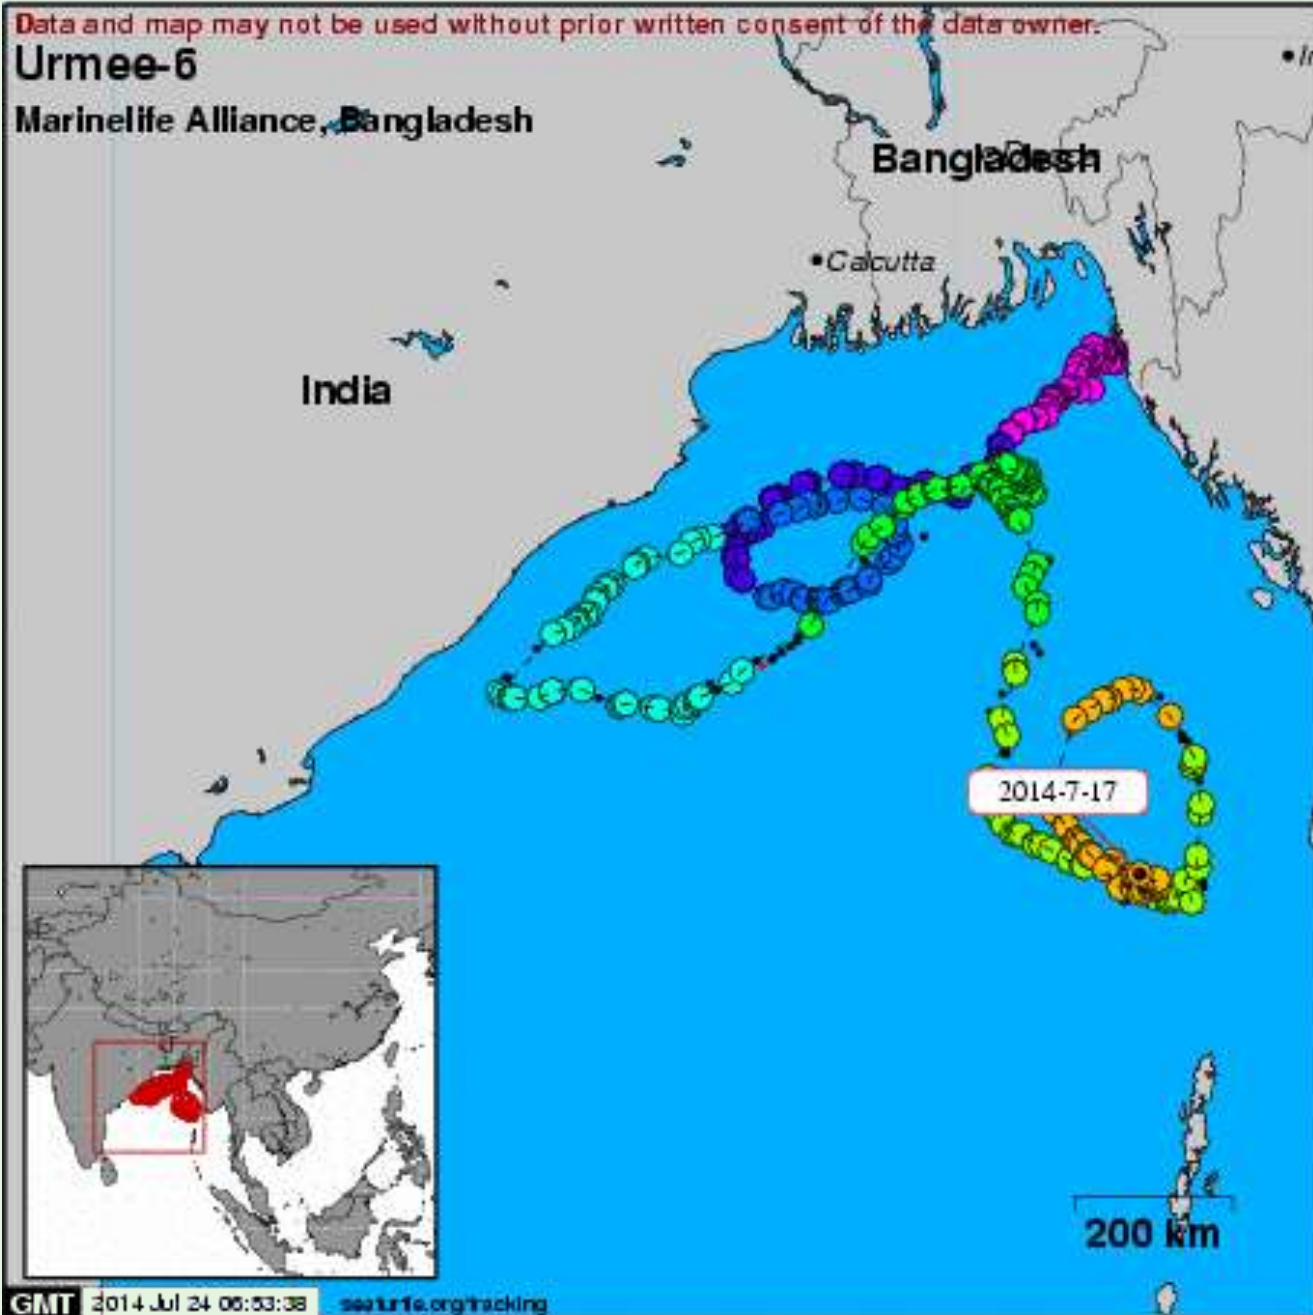 Data and map may not be used without prior written consent of the data owner.
Urmee-6
Marinelife Alliance, Bangladesh
Bangladesh
Calcutta
India
2014-7-17
200 km
GMT 2014 Jul 24 06:53:38 seaturtle.org/tracking